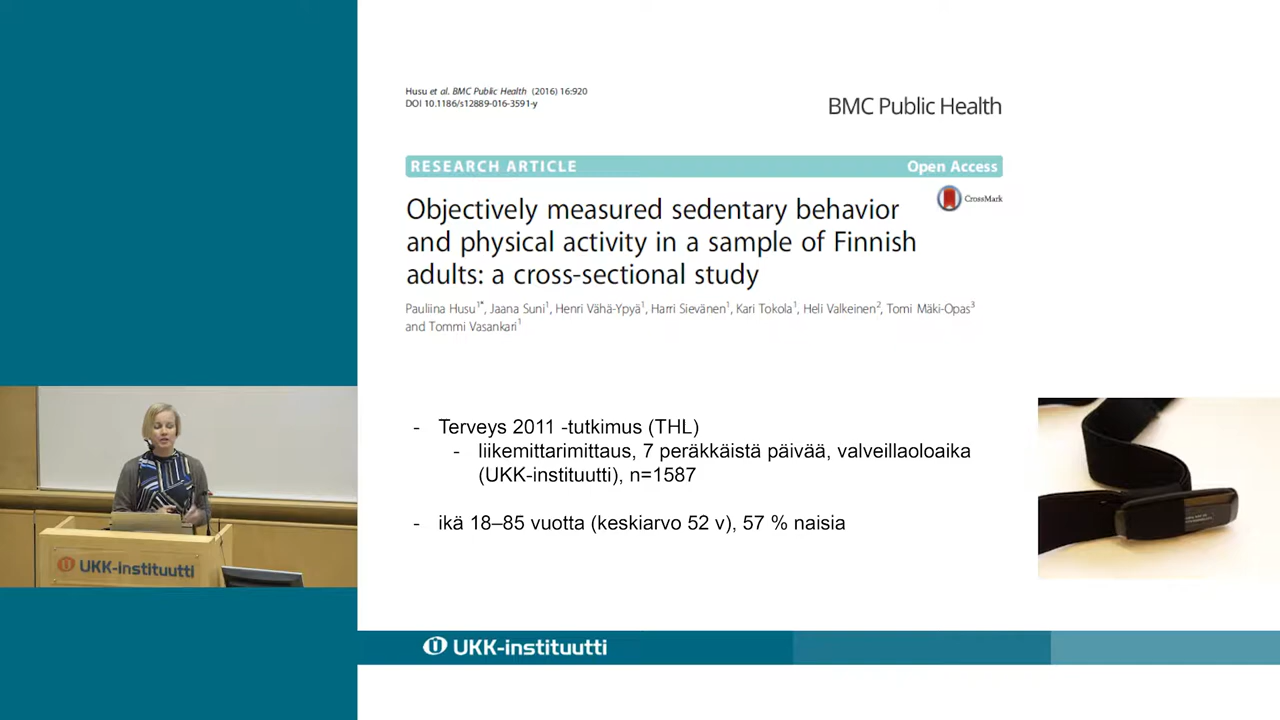 Husu et al. BMC Public Health (2016) 16:920
DOI 10.1186/s12889-016-3591-y
BMC Public Health
RESEARCH ARTICLE
Open Access
CrossMark
Objectively measured sedentary behavior
and physical activity in a sample of Finnish
adults: a cross-sectional study
Pauliina Husu1*, Jaana Suni1, Henri Vähä-Ypyä1, Harri Sievänen1, Kari Tokola1, Heli Valkeinen2, Tomi Mäki-Opas3
and Tommi Vasankari1
- Terveys 2011 -tutkimus (THL)
- liikemittarimittaus, 7 peräkkäistä päivää, valveillaoloaika
(UKK-instituutti), n=1587
- ikä 18–85 vuotta (keskiarvo 52 v), 57 % naisia
UKK-instituutti
UKK-instituutti